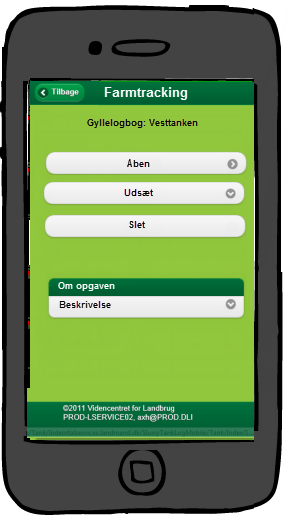 Tilbage
Farmtracking
Gyllelogbog: Vesttanken
Åben
Udsæt
Slet
Om opgaven
Beskrivelse
©2011 Videncentret for Landbrug
PROD-LSERVICE02, axh@PROD.DLI